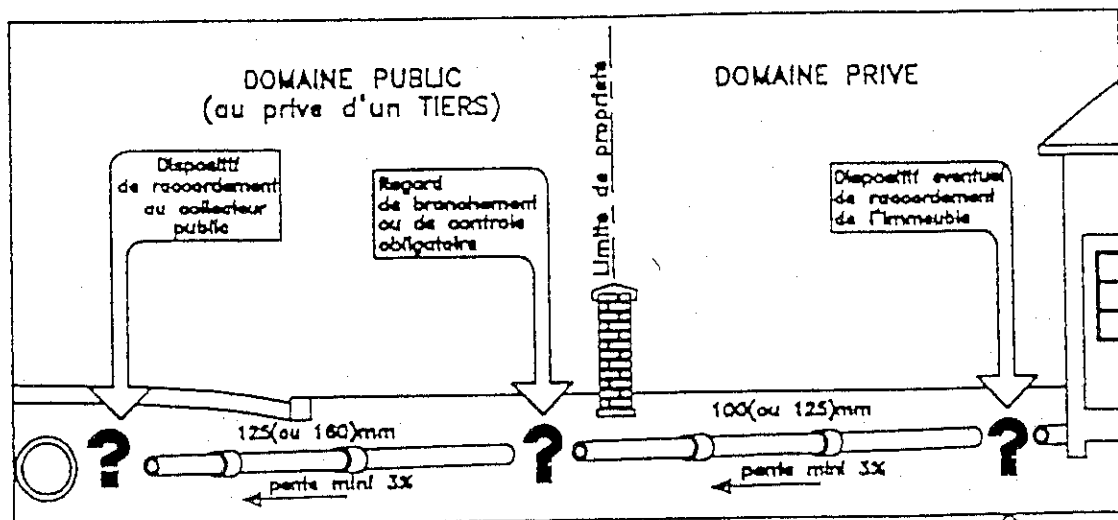 DOMAINE PUBLIC
(au prive d'un TIERS)
DOMAINE PRIVE
Limite de propriete
Dispositif
de raccordement
au collecteur
public
Regard
de branchement
ou de controle
obligatoire
Dispositif eventuel
de raccordement
de l'immeuble
125(ou 160)mm
100(ou 125)mm
?
?
?
pente mini 3%
pente mini 3%